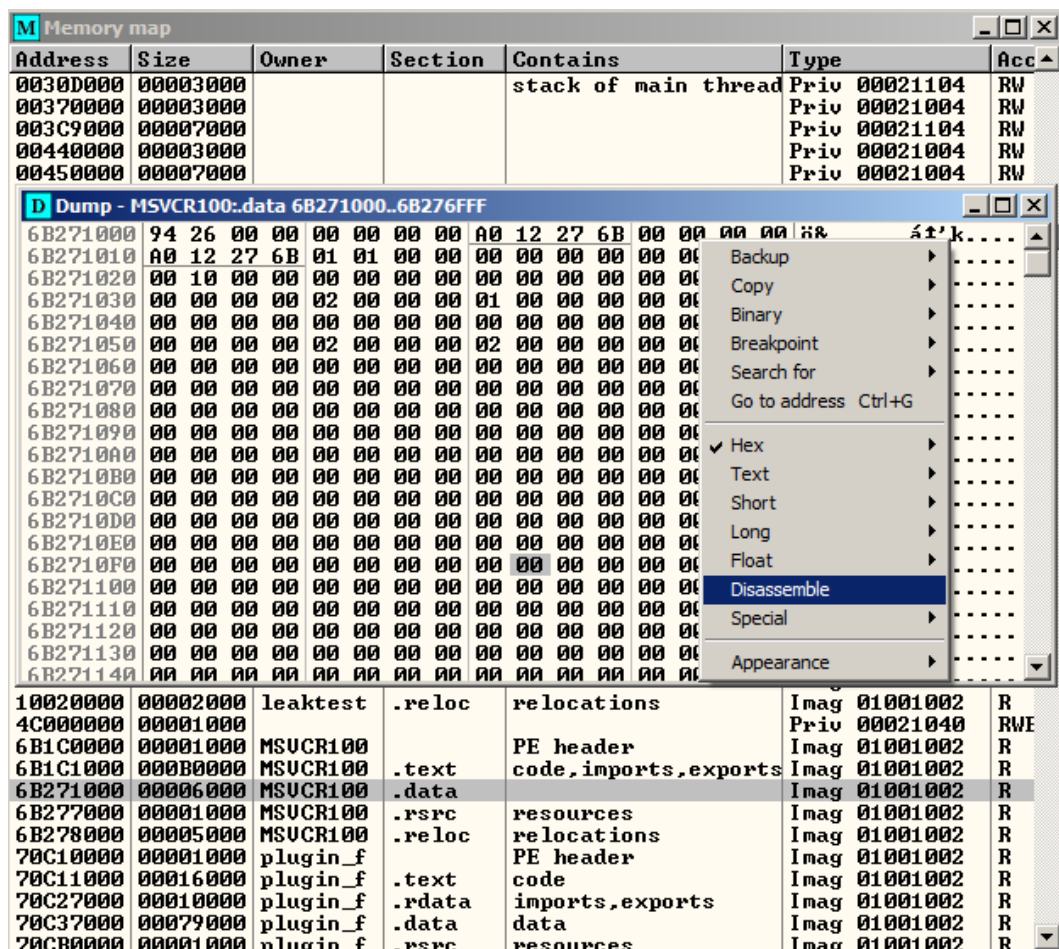 M Memory map
Address Size Owner Section Contains Type Acc
0030D000 00003000 stack of main thread Priv 00021104 RW
00370000 00003000 Priv 00021004 RW
003C9000 00007000 Priv 00021104 RW
00440000 00003000 Priv 00021004 RW
00450000 00007000 Priv 00021004 RW
D Dump - MSVCR100:.data 6B271000..6B276FFF
6B271000 94 26 00 00 00 00 00 00 A0 12 27 6B 00 00 00 00 ö& 'k....
6B271010 A0 12 27 6B 01 01 00 00 00 00 00 00 00 .....
6B271020 00 10 00 00 00 00 00 00 00 00 00 00 00 .....
6B271030 00 00 00 00 02 00 00 00 01 00 00 00 00 .....
6B271040 00 00 00 00 00 00 00 00 00 00 00 00 00 .....
6B271050 00 00 00 00 02 00 00 00 02 00 00 00 00 .....
6B271060 00 00 00 00 00 00 00 00 00 00 00 00 00 .....
6B271070 00 00 00 00 00 00 00 00 00 00 00 00 00 .....
6B271080 00 00 00 00 00 00 00 00 00 00 00 00 00 .....
6B271090 00 00 00 00 00 00 00 00 00 00 00 00 00 .....
6B2710A0 00 00 00 00 00 00 00 00 00 00 00 00 00 .....
6B2710B0 00 00 00 00 00 00 00 00 00 00 00 00 00 .....
6B2710C0 00 00 00 00 00 00 00 00 00 00 00 00 00 .....
6B2710D0 00 00 00 00 00 00 00 00 00 00 00 00 00 .....
6B2710E0 00 00 00 00 00 00 00 00 00 00 00 00 00 .....
6B2710F0 00 00 00 00 00 00 00 00 00 00 00 00 00 .....
6B271100 00 00 00 00 00 00 00 00 00 00 00 00 00 .....
6B271110 00 00 00 00 00 00 00 00 00 00 00 00 00 .....
6B271120 00 00 00 00 00 00 00 00 00 00 00 00 00 .....
6B271130 00 00 00 00 00 00 00 00 00 00 00 00 00 .....
6B271140 00 00 00 00 00 00 00 00 00 00 00 00 00 .....
Backup
Copy
Binary
Breakpoint
Search for
Go to address Ctrl+G
Hex
Text
Short
Long
Float
Disassemble
Special
Appearance
10020000 00002000 leaktest .reloc relocations Imag 01001002 R
4C000000 00001000 Priv 00021040 RWE
6B1C0000 00001000 MSVCR100 PE header Imag 01001002 R
6B1C1000 000B0000 MSVCR100 .text code,imports,exports Imag 01001002 R
6B271000 00006000 MSVCR100 .data Imag 01001002 R
6B277000 00001000 MSVCR100 .rsrc resources Imag 01001002 R
6B278000 00005000 MSVCR100 .reloc relocations Imag 01001002 R
70C10000 00001000 plugin_f PE header Imag 01001002 R
70C11000 00016000 plugin_f .text code Imag 01001002 R
70C27000 00010000 plugin_f .rdata imports,exports Imag 01001002 R
70C37000 00079000 plugin_f .data data Imag 01001002 R
70CB0000 00001000 plugin_f .rsrc resources Imag 01001002 R